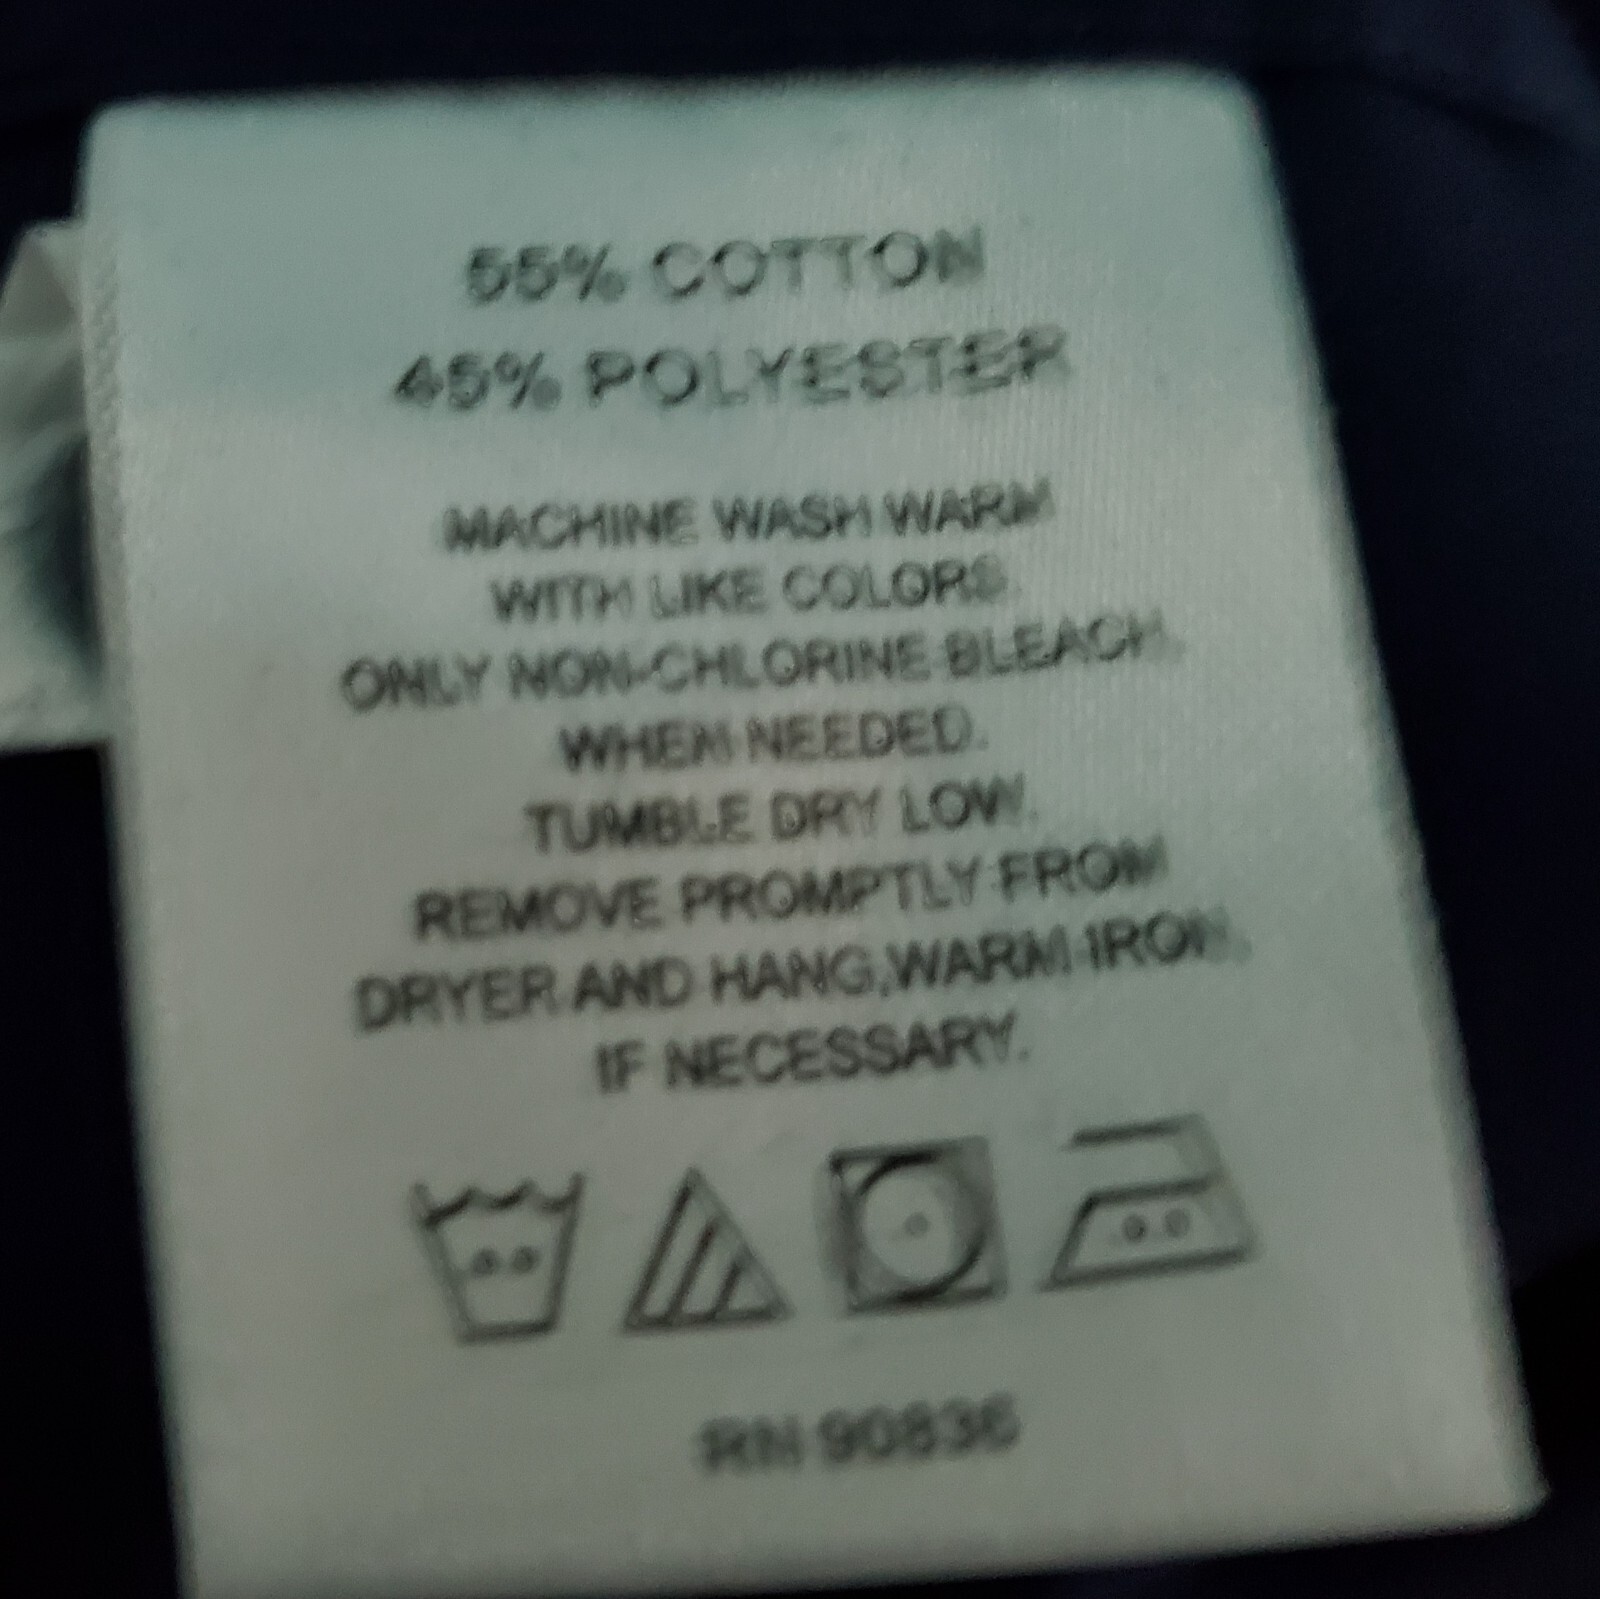 55% COTTON
45% POLYESTER
MACHINE WASH WARM
WITH LIKE COLORS.
ONLY NON-CHLORINE BLEACH
WHEN NEEDED.
TUMBLE DRY LOW.
REMOVE PROMPTLY FROM
DRYER AND HANG,WARM IRON
IF NECESSARY.
RN 90836